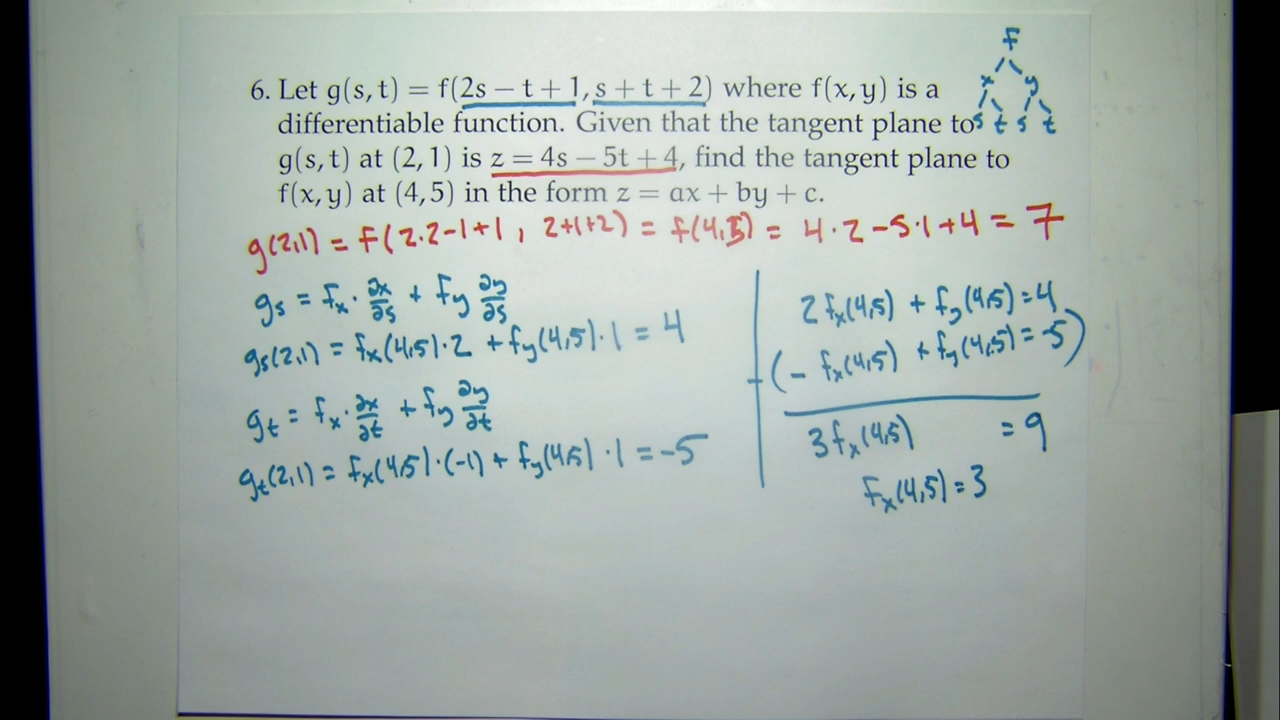 f
6. Let g(s, t) = f(2s − t + 1, s + t + 2) where f(x, y) is a
x y
differentiable function. Given that the tangent plane to
s t s t
g(s, t) at (2, 1) is z = 4s − 5t + 4, find the tangent plane to
f(x, y) at (4, 5) in the form z = ax + by + c.
g(2,1) = f(2·2-1+1, 2+1+2) = f(4,5) = 4·2-5·1+4 = 7
gs = fx · ∂x/∂s + fy ∂y/∂s
gs(2,1) = fx(4,5)·2 + fy(4,5)·1 = 4
gt = fx · ∂x/∂t + fy ∂y/∂t
gt(2,1) = fx(4,5)·(-1) + fy(4,5)·1 = -5
2fx(4,5) + fy(4,5) = 4
-(- fx(4,5) + fy(4,5) = -5)
3fx(4,5) = 9
fx(4,5) = 3